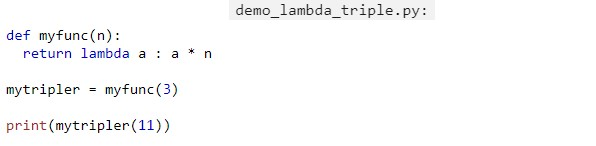 demo_lambda_triple.py:
def myfunc(n):
  return lambda a : a * n
mytripler = myfunc(3)
print(mytripler(11))